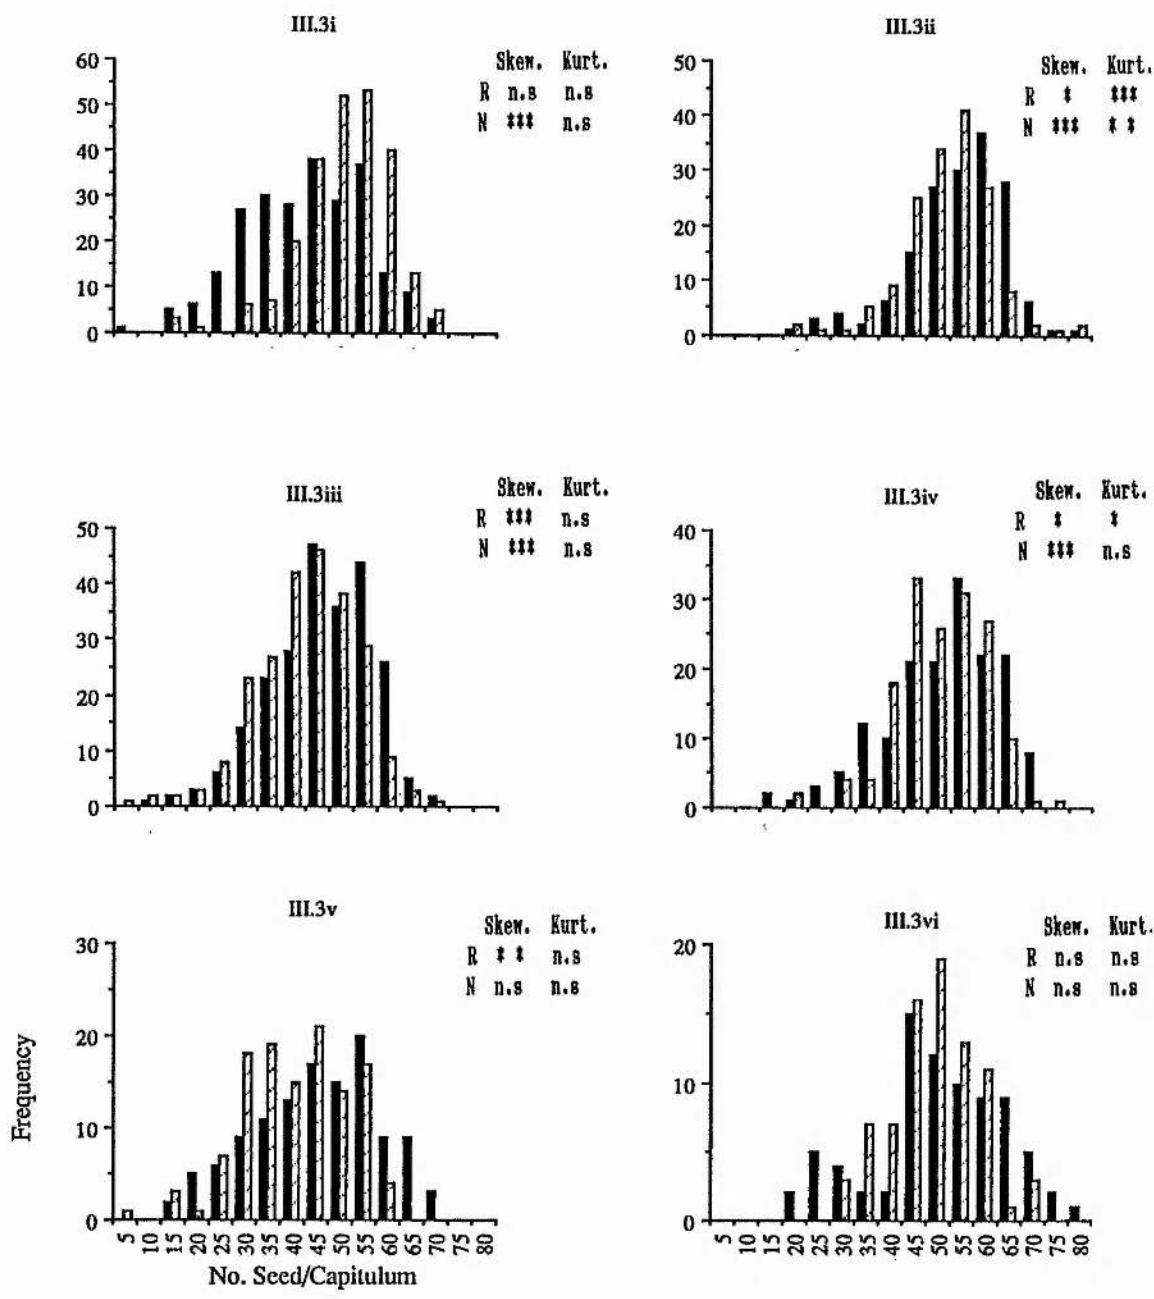 III.3i
Skew. Kurt.
R n.s n.s
N *** n.s
60
50
40
30
20
10
0
III.3ii
Skew. Kurt.
R * ***
N *** * *
50
40
30
20
10
0
III.3iii
Skew. Kurt.
R *** n.s
N *** n.s
50
40
30
20
10
0
III.3iv
Skew. Kurt.
R * *
N *** n.s
40
30
20
10
0
III.3v
Skew. Kurt.
R * * n.s
N n.s n.s
30
20
10
0
Frequency
5 10 15 20 25 30 35 40 45 50 55 60 65 70 75 80
No. Seed/Capitulum
III.3vi
Skew. Kurt.
R n.s n.s
N n.s n.s
20
10
0
5 10 15 20 25 30 35 40 45 50 55 60 65 70 75 80